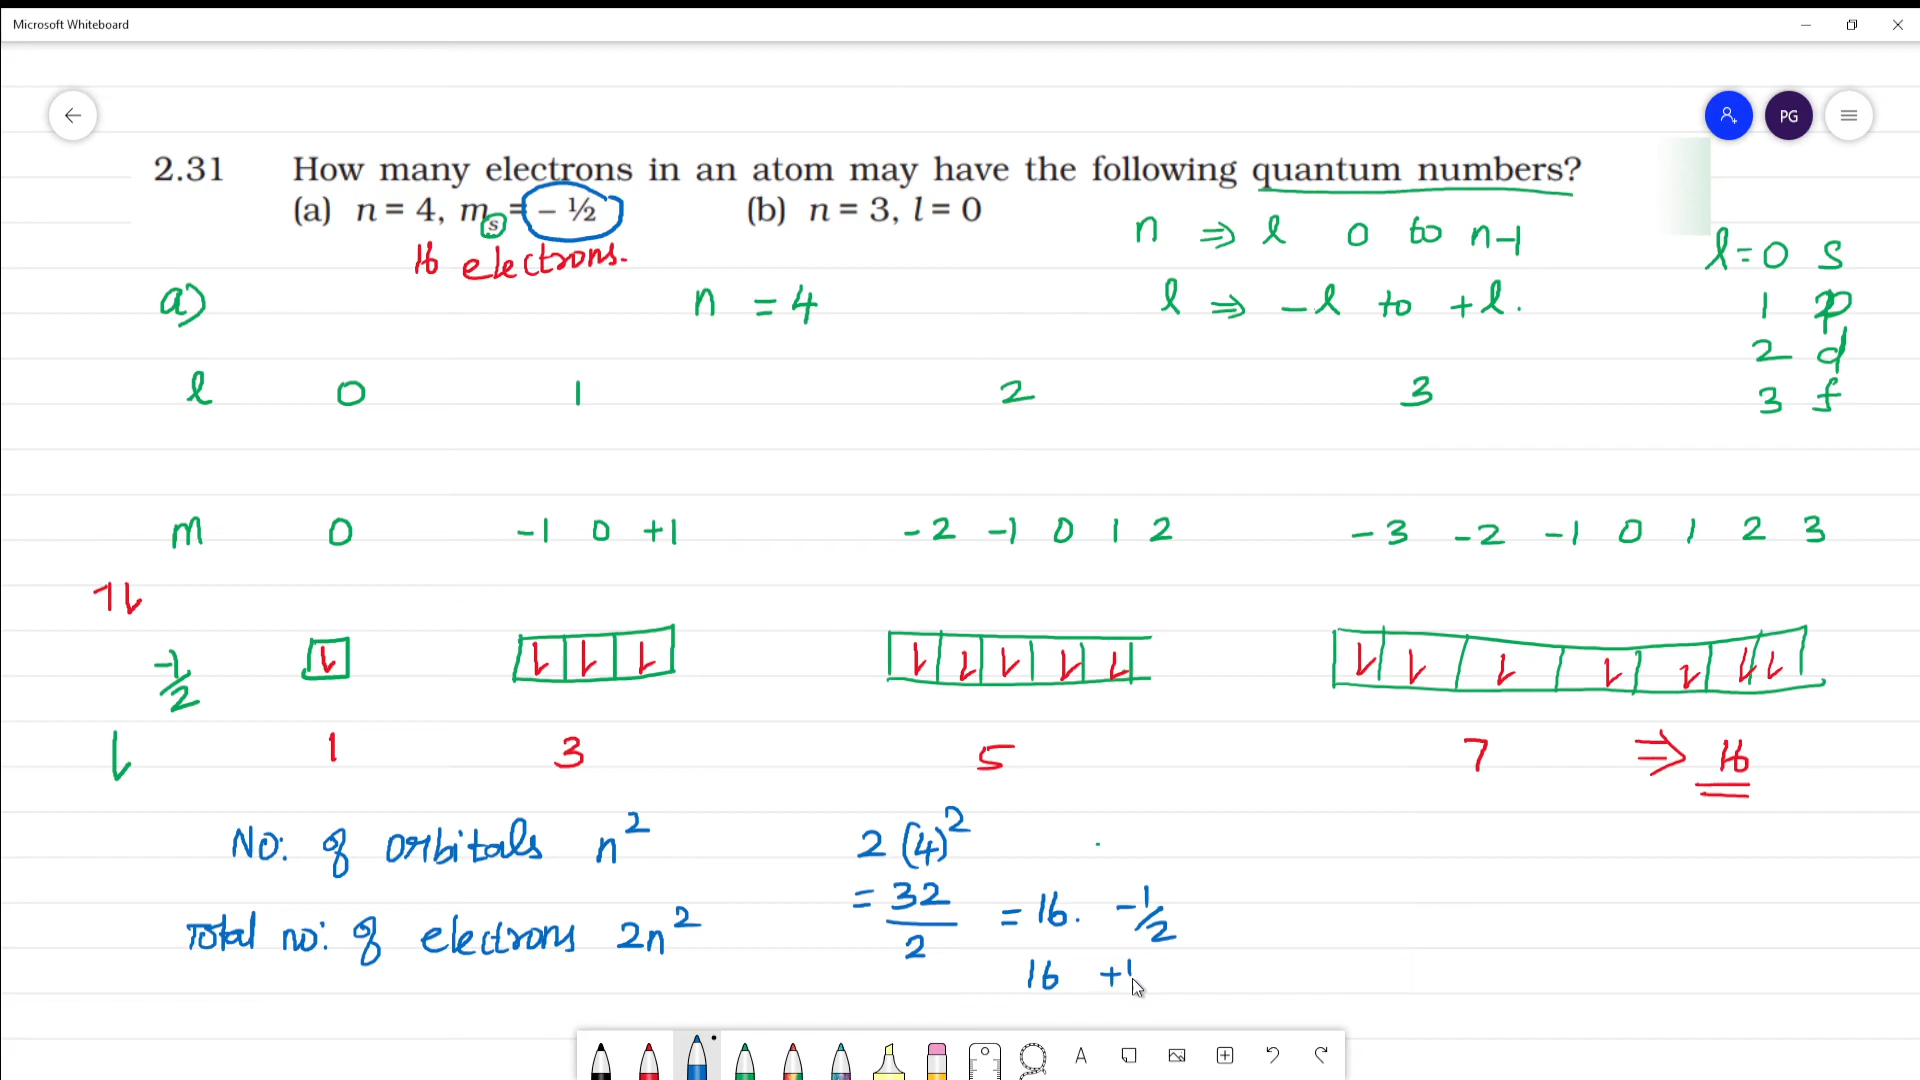 Microsoft Whiteboard
PG
2.31 How many electrons in an atom may have the following quantum numbers?
(a) n = 4, ms = – ½ (b) n = 3, l = 0
16 electrons.
n ⇒ l 0 to n-1
l ⇒ -l to +l.
l=0 s
1 p
2 d
3 f
a) n = 4
l 0 1 2 3
m 0 -1 0 +1 -2 -1 0 1 2 -3 -2 -1 0 1 2 3
↿⇂
-1/2 ⇂ ⇂ ⇂ ⇂ ⇂ ⇂ ⇂ ⇂ ⇂ ⇂ ⇂ ⇂ ⇂ ⇂ ⇂ ⇂
⇂ 1 3 5 7 ⇒ 16
No: of orbitals n²
Total no: of electrons 2n²
2 (4)²
= 32/2 = 16. -1/2
16 +1
A